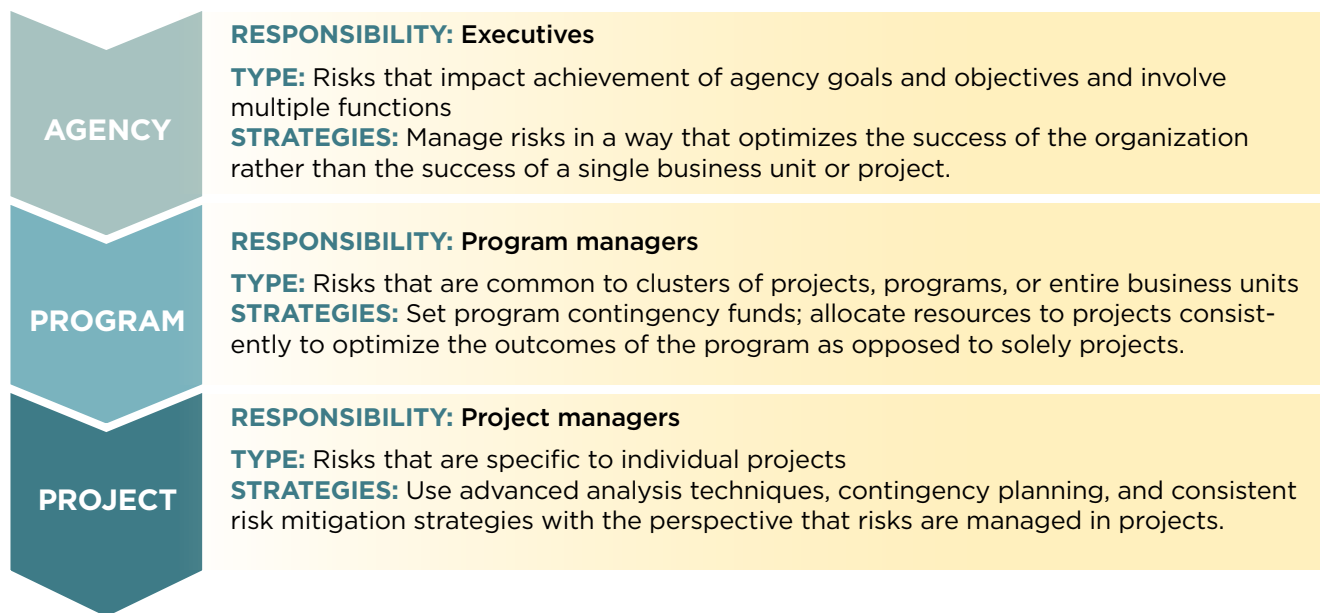 AGENCY
RESPONSIBILITY: Executives
TYPE: Risks that impact achievement of agency goals and objectives and involve
multiple functions
STRATEGIES: Manage risks in a way that optimizes the success of the organization
rather than the success of a single business unit or project.
PROGRAM
RESPONSIBILITY: Program managers
TYPE: Risks that are common to clusters of projects, programs, or entire business units
STRATEGIES: Set program contingency funds; allocate resources to projects consist-
ently to optimize the outcomes of the program as opposed to solely projects.
PROJECT
RESPONSIBILITY: Project managers
TYPE: Risks that are specific to individual projects
STRATEGIES: Use advanced analysis techniques, contingency planning, and consistent
risk mitigation strategies with the perspective that risks are managed in projects.